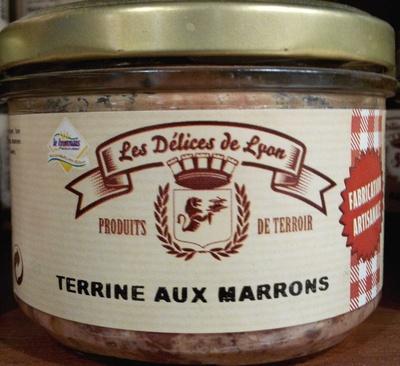 Les Délices de Lyon
PRODUITS DE TERROIR
FABRICATION
ARTISANALE
TERRINE AUX MARRONS